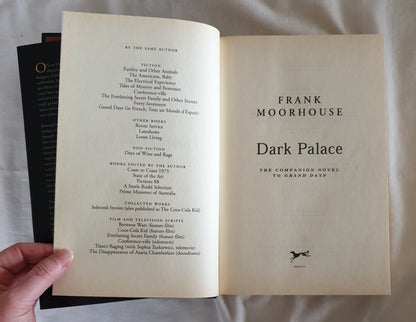 BY THE SAME AUTHOR
FICTION
Futility and Other Animals
The Americans, Baby
The Electrical Experience
Tales of Mystery and Romance
Conference-ville
The Everlasting Secret Family and Other Secrets
Forty-Seventeen
Grand Days (in French, Tout un Monde d'Espoir)
OTHER BOOKS
Room Service
Lateshows
Loose Living
NON-FICTION
Days of Wine and Rage
BOOKS EDITED BY THE AUTHOR
Coast to Coast 1973
State of the Art
Fictions 88
A Steele Rudd Selection
Prime Ministers of Australia
COLLECTED WORKS
Selected Stories (also published as The Coca-Cola Kid)
FILM AND TELEVISION SCRIPTS
Between Wars (feature film)
Coca-Cola Kid (feature film)
Everlasting Secret Family (feature film)
Conference-ville (telemovie)
Time's Raging (with Sophia Turkiewicz, telemovie)
The Disappearance of Azaria Chamberlain (docudrama)
FRANK
MOORHOUSE
Dark Palace
THE COMPANION NOVEL
TO GRAND DAYS